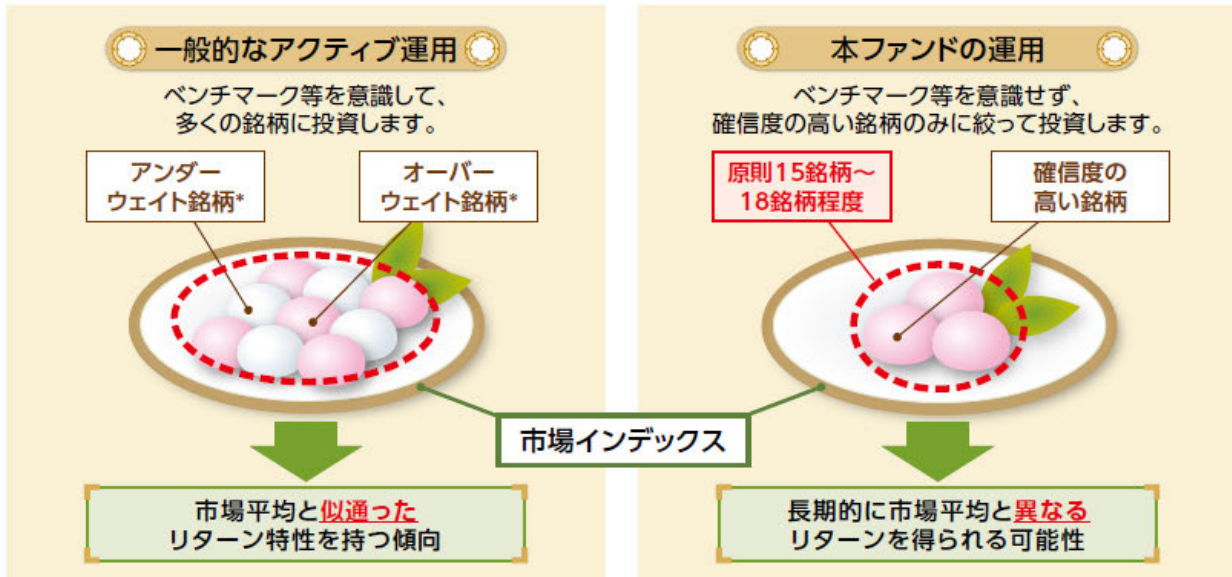 一般的なアクティブ運用
ベンチマーク等を意識して、
多くの銘柄に投資します。
アンダー
ウェイト銘柄*
オーバー
ウェイト銘柄*
本ファンドの運用
ベンチマーク等を意識せず、
確信度の高い銘柄のみに絞って投資します。
原則15銘柄~
18銘柄程度
確信度の
高い銘柄
市場インデックス
市場平均と似通った
リターン特性を持つ傾向
長期的に市場平均と異なる
リターンを得られる可能性